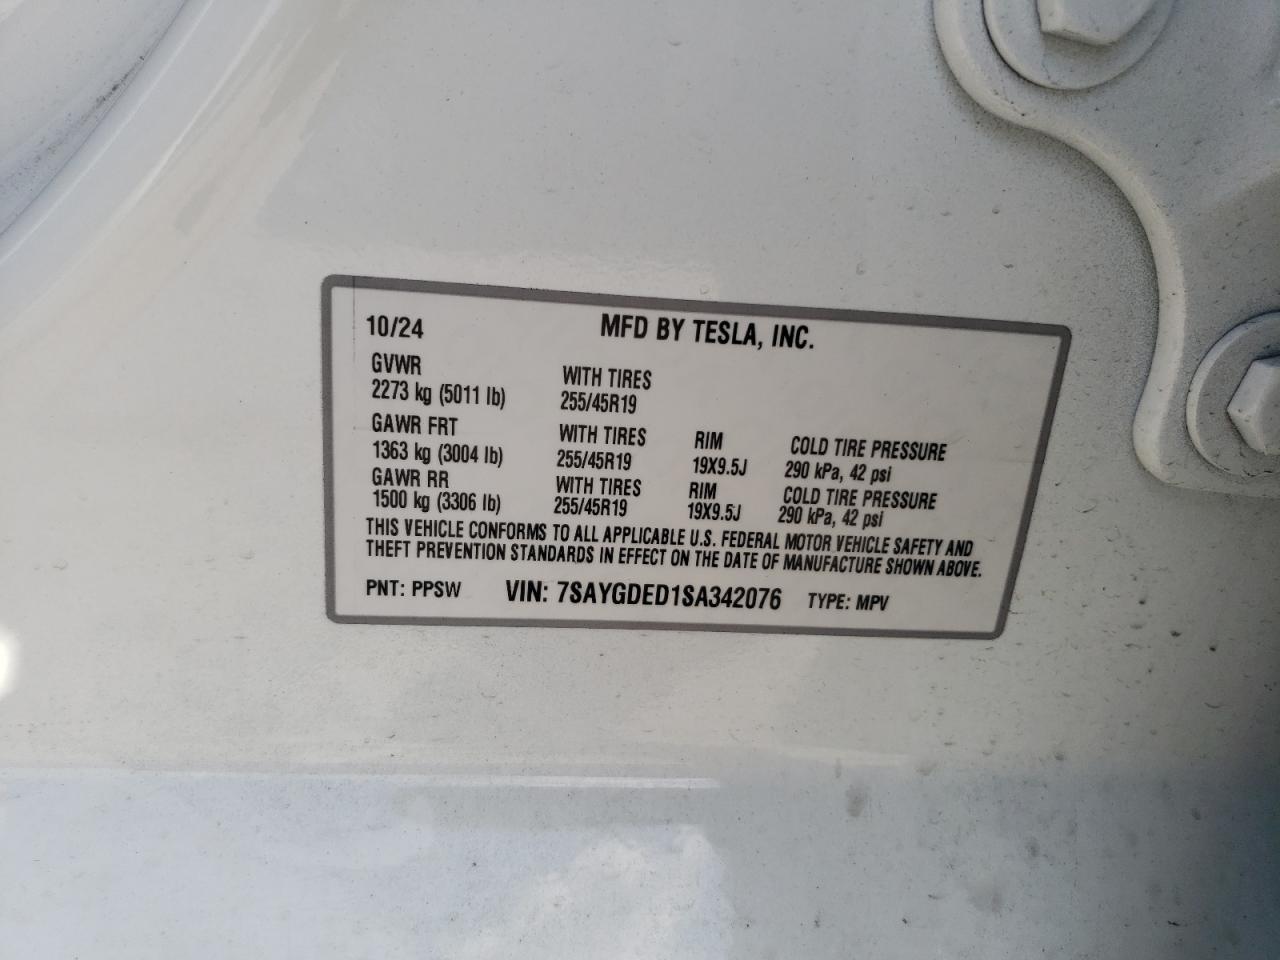 10/24 MFD BY TESLA, INC.
GVWR WITH TIRES
2273 kg (5011 lb) 255/45R19
GAWR FRT WITH TIRES RIM COLD TIRE PRESSURE
1363 kg (3004 lb) 255/45R19 19X9.5J 290 kPa, 42 psi
GAWR RR WITH TIRES RIM COLD TIRE PRESSURE
1500 kg (3306 lb) 255/45R19 19X9.5J 290 kPa, 42 psi
THIS VEHICLE CONFORMS TO ALL APPLICABLE U.S. FEDERAL MOTOR VEHICLE SAFETY AND
THEFT PREVENTION STANDARDS IN EFFECT ON THE DATE OF MANUFACTURE SHOWN ABOVE.
PNT: PPSW VIN: 7SAYGDED1SA342076 TYPE: MPV